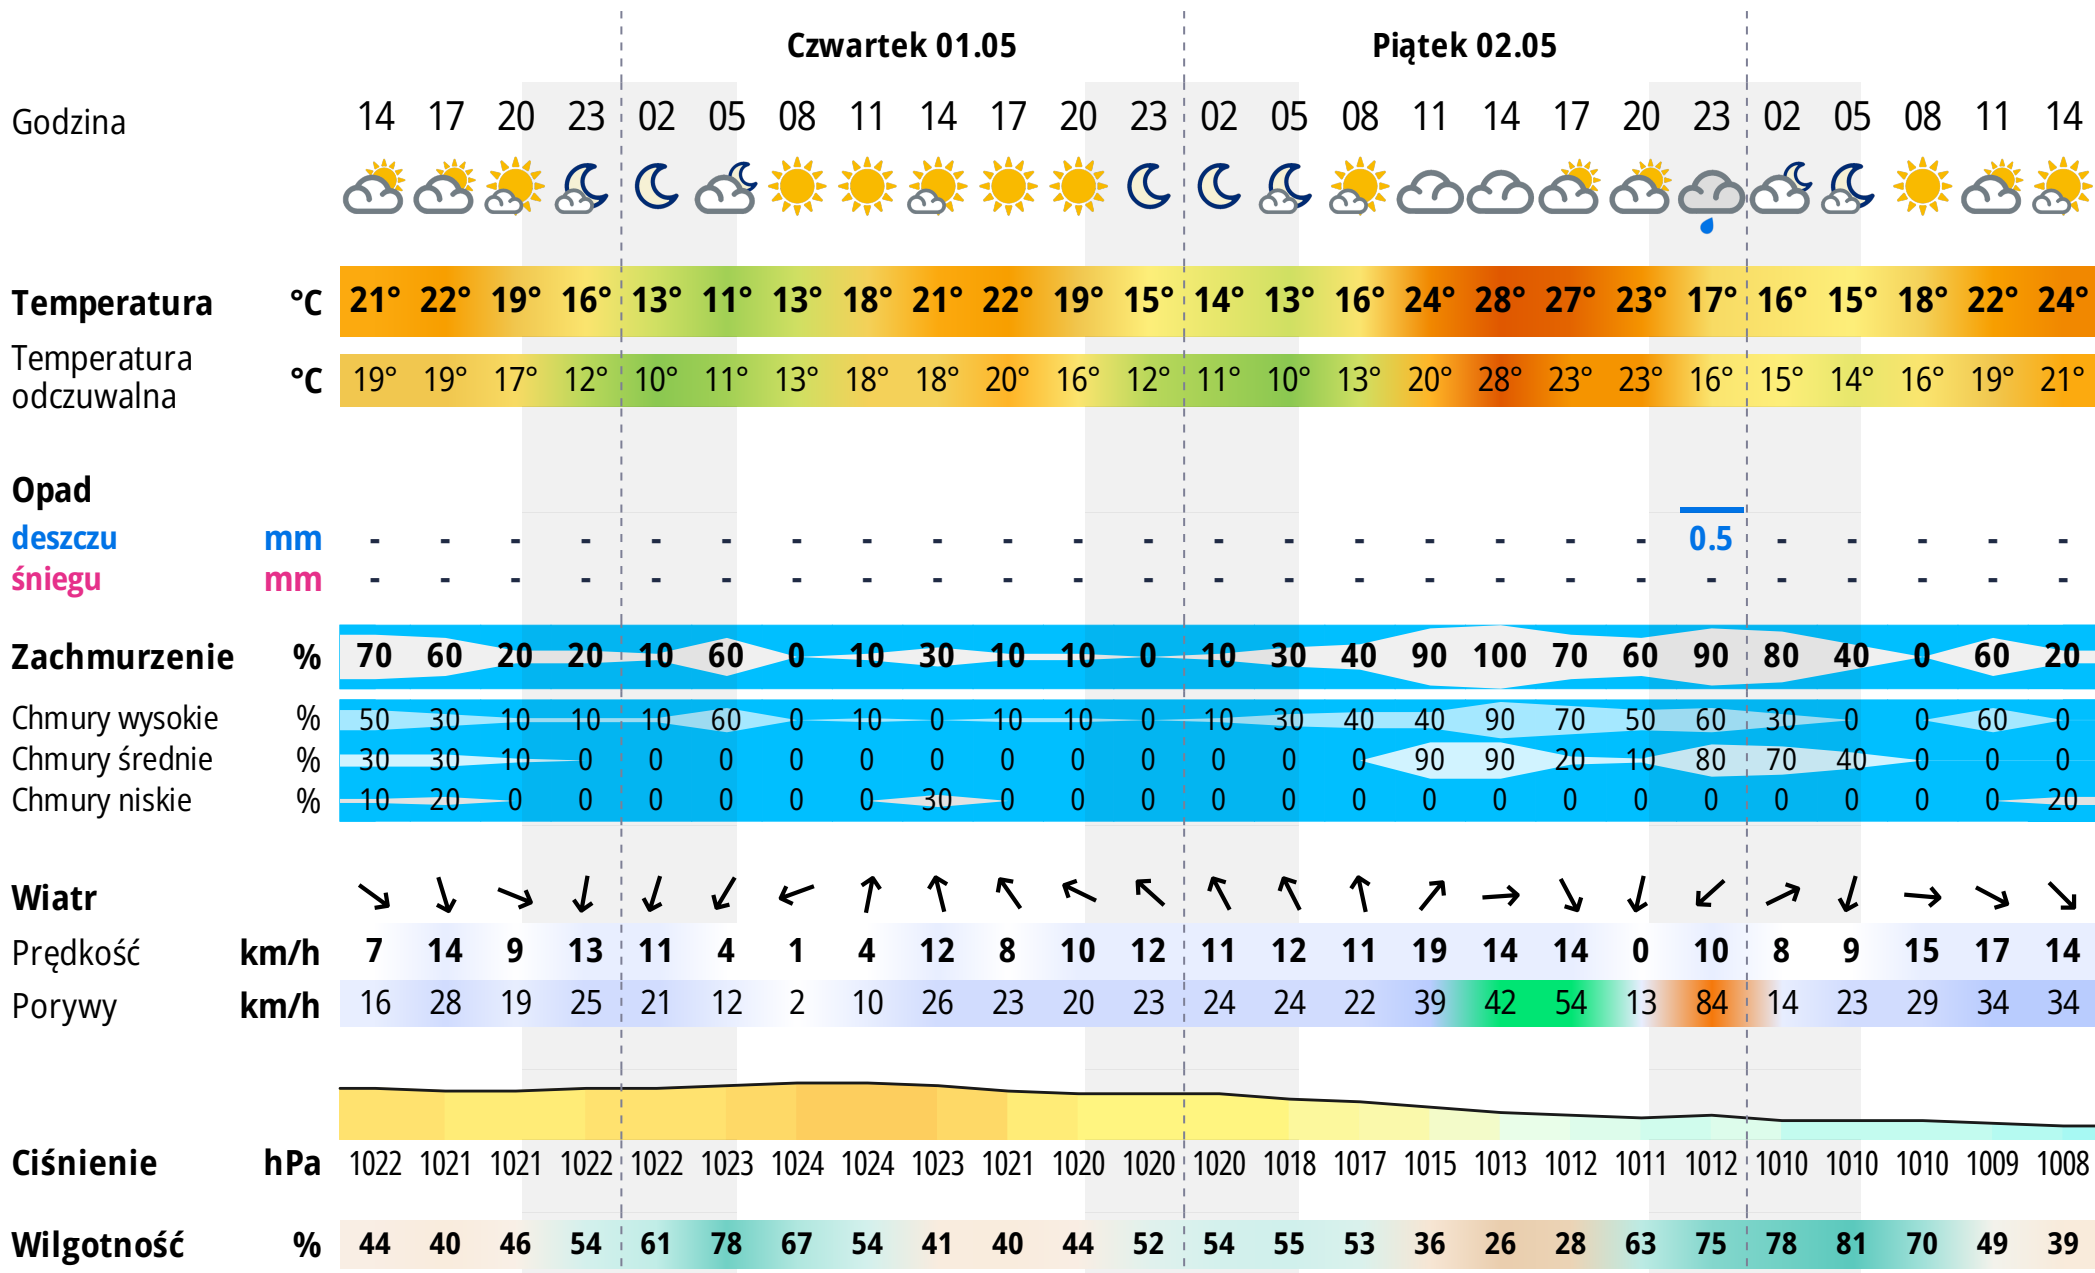 Czwartek 01.05 Piątek 02.05
Godzina 14 17 20 23 02 05 08 11 14 17 20 23 02 05 08 11 14 17 20 23 02 05 08 11 14
Temperatura °C 21° 22° 19° 16° 13° 11° 13° 18° 21° 22° 19° 15° 14° 13° 16° 24° 28° 27° 23° 17° 16° 15° 18° 22° 24°
Temperatura
odczuwalna °C 19° 19° 17° 12° 10° 11° 13° 18° 18° 20° 16° 12° 11° 10° 13° 20° 28° 23° 23° 16° 15° 14° 16° 19° 21°
Opad
deszczu mm - - - - - - - - - - - - - - - - - - - 0.5 - - - - -
śniegu mm - - - - - - - - - - - - - - - - - - - - - - - - -
Zachmurzenie % 70 60 20 20 10 60 0 10 30 10 10 0 10 30 40 90 100 70 60 90 80 40 0 60 20
Chmury wysokie % 50 30 10 10 10 60 0 10 0 10 10 0 10 30 40 40 90 70 50 60 30 0 0 60 0
Chmury średnie % 30 30 10 0 0 0 0 0 0 0 0 0 0 0 0 90 90 20 10 80 70 40 0 0 0
Chmury niskie % 10 20 0 0 0 0 0 0 30 0 0 0 0 0 0 0 0 0 0 0 0 0 0 0 20
Wiatr
Prędkość km/h 7 14 9 13 11 4 1 4 12 8 10 12 11 12 11 19 14 14 0 10 8 9 15 17 14
Porywy km/h 16 28 19 25 21 12 2 10 26 23 20 23 24 24 22 39 42 54 13 84 14 23 29 34 34
Ciśnienie hPa 1022 1021 1021 1022 1022 1023 1024 1024 1023 1021 1020 1020 1020 1018 1017 1015 1013 1012 1011 1012 1010 1010 1010 1009 1008
Wilgotność % 44 40 46 54 61 78 67 54 41 40 44 52 54 55 53 36 26 28 63 75 78 81 70 49 39